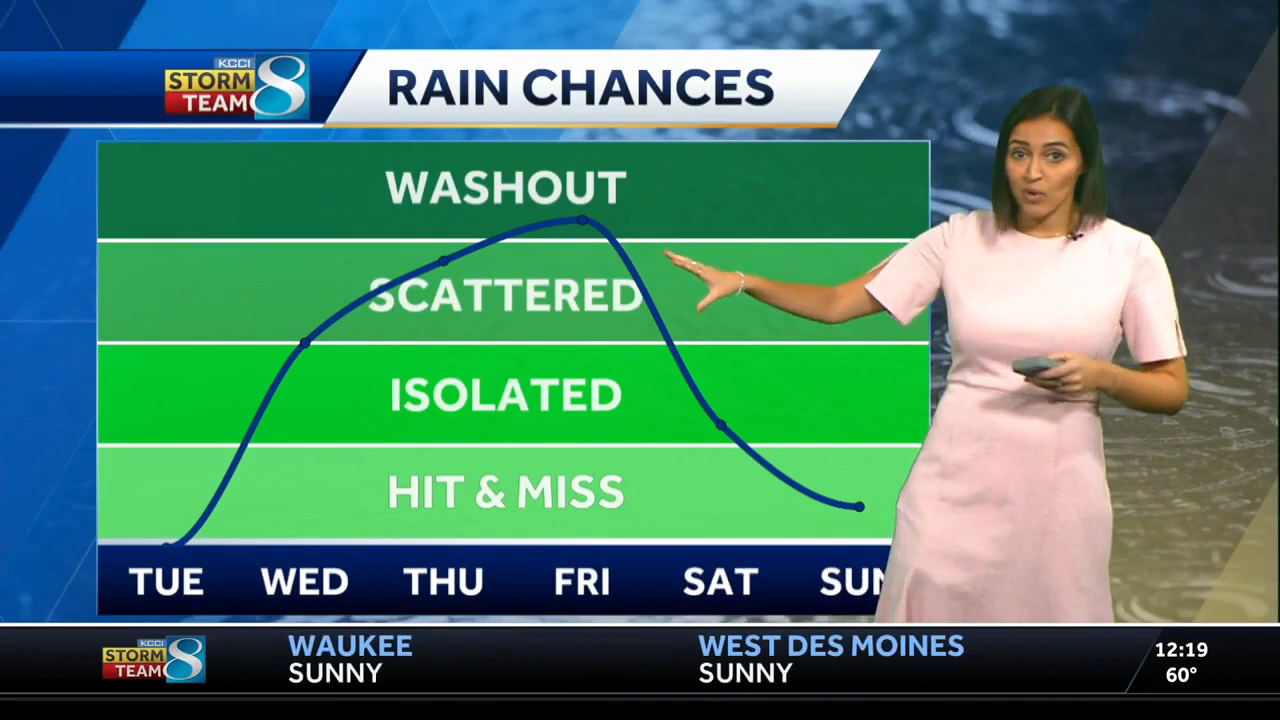 KCCI
STORM
TEAM 8
RAIN CHANCES
WASHOUT
SCATTERED
ISOLATED
HIT & MISS
TUE WED THU FRI SAT SUN
KCCI
STORM
TEAM 8
WAUKEE
SUNNY
WEST DES MOINES
SUNNY
12:19
60°